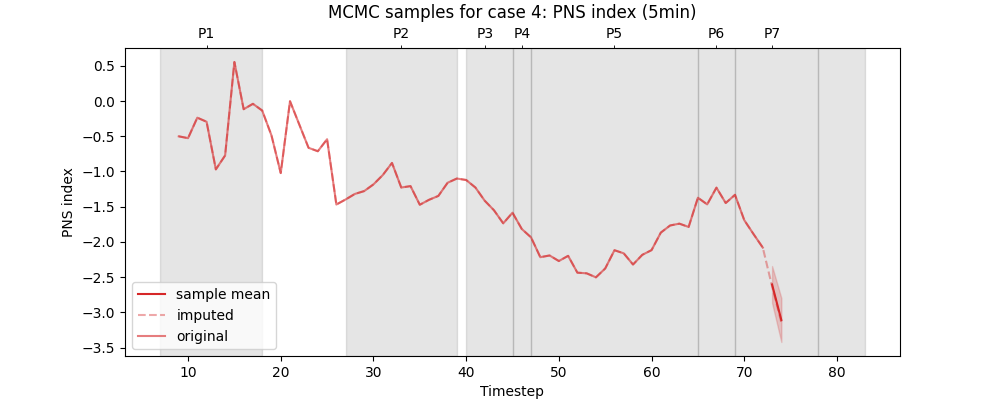 MCMC samples for case 4: PNS index (5min)
P1 P2 P3 P4 P5 P6 P7
0.5
0.0
−0.5
−1.0
−1.5
−2.0
−2.5
−3.0
−3.5
PNS index
sample mean
imputed
original
10 20 30 40 50 60 70 80
Timestep